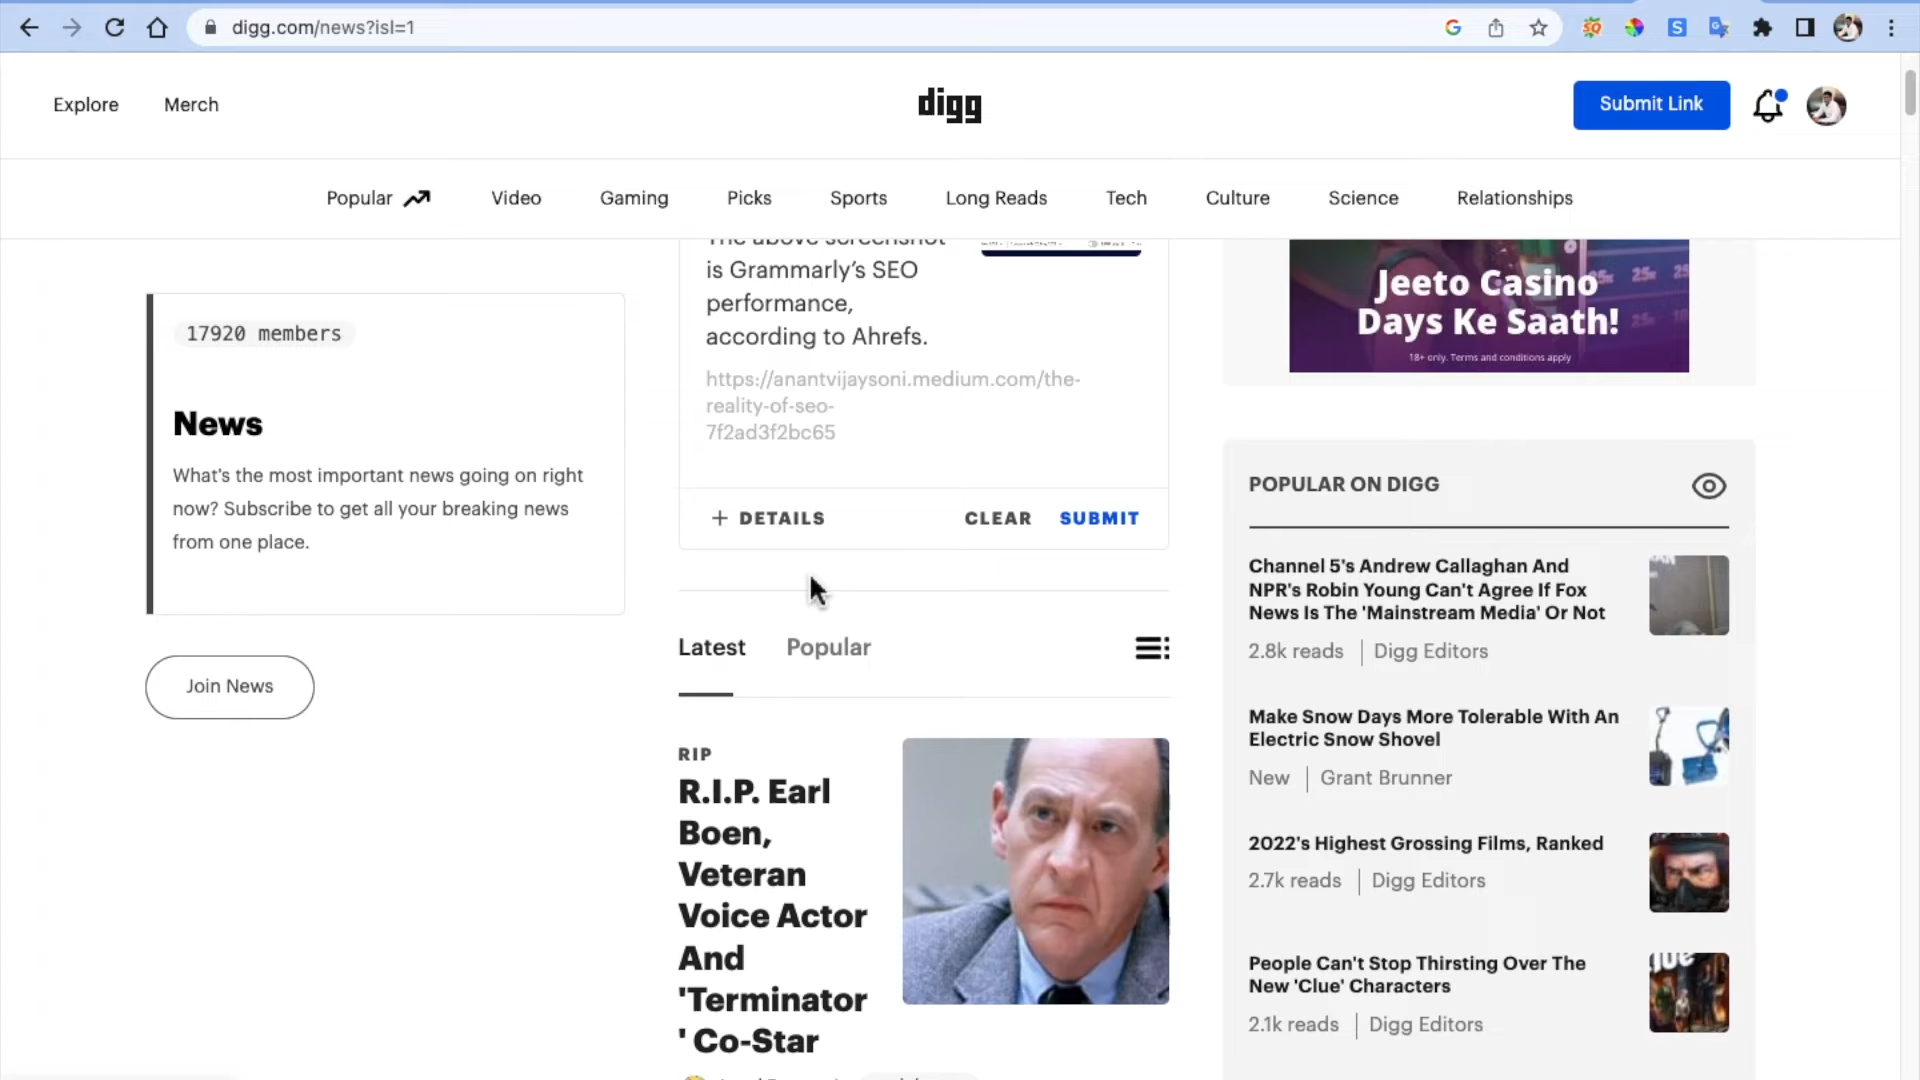 digg.com/news?isl=1
Explore
Merch
digg
Submit Link
Popular
Video
Gaming
Picks
Sports
Long Reads
Tech
Culture
Science
Relationships
17920 members
News
What's the most important news going on right
now? Subscribe to get all your breaking news
from one place.
Join News
The above screenshot
is Grammarly's SEO
performance,
according to Ahrefs.
https://anantvijaysoni.medium.com/the-
reality-of-seo-
7f2ad3f2bc65
+ DETAILS
CLEAR
SUBMIT
Latest
Popular
RIP
R.I.P. Earl
Boen,
Veteran
Voice Actor
And
'Terminator
' Co-Star
Jeeto Casino
Days Ke Saath!
18+ only. Terms and conditions apply
25x
25
POPULAR ON DIGG
Channel 5's Andrew Callaghan And
NPR's Robin Young Can't Agree If Fox
News Is The 'Mainstream Media' Or Not
2.8k reads | Digg Editors
Make Snow Days More Tolerable With An
Electric Snow Shovel
New | Grant Brunner
2022's Highest Grossing Films, Ranked
2.7k reads | Digg Editors
People Can't Stop Thirsting Over The
New 'Clue' Characters
2.1k reads | Digg Editors